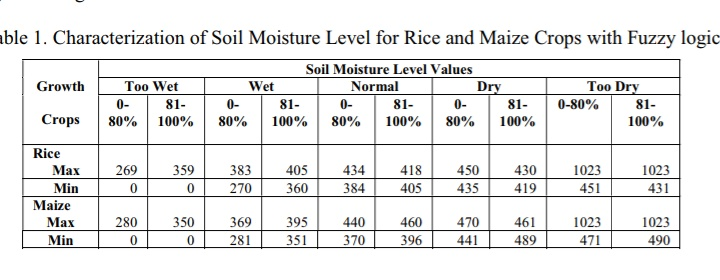 able 1. Characterization of Soil Moisture Level for Rice and Maize Crops with Fuzzy logic
Soil Moisture Level Values
Growth Too Wet Wet Normal Dry Too Dry
Crops 0-80% 81-100% 0-80% 81-100% 0-80% 81-100% 0-80% 81-100% 0-80% 81-100%
Rice
Max 269 359 383 405 434 418 450 430 1023 1023
Min 0 0 270 360 384 405 435 419 451 431
Maize
Max 280 350 369 395 440 460 470 461 1023 1023
Min 0 0 281 351 370 396 441 489 471 490